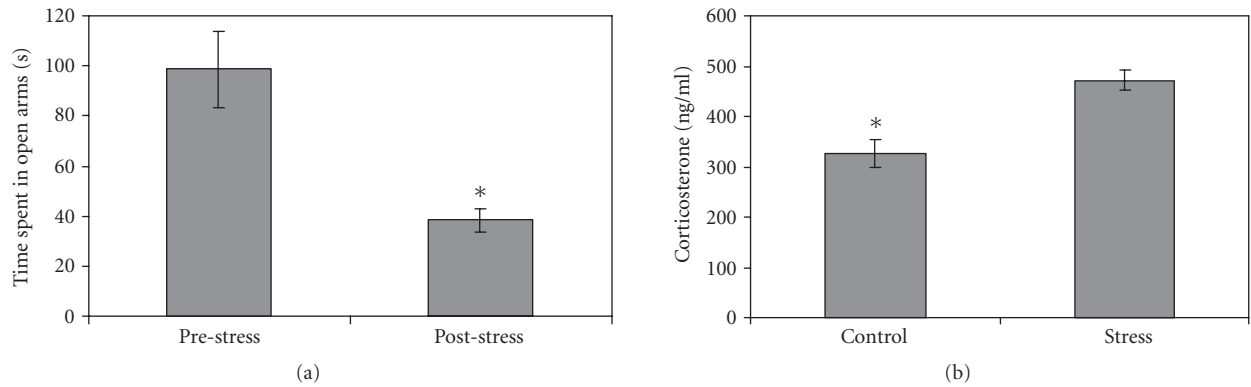 Time spent in open arms (s)
120
100
80
60
40
20
0
*
Pre-stress
Post-stress
(a)
Corticosterone (ng/ml)
600
500
400
300
200
100
0
*
Control
Stress
(b)